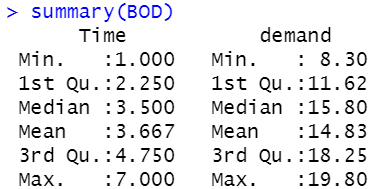 > summary(BOD)
      Time           demand
 Min.   :1.000   Min.   : 8.30
 1st Qu.:2.250   1st Qu.:11.62
 Median :3.500   Median :15.80
 Mean   :3.667   Mean   :14.83
 3rd Qu.:4.750   3rd Qu.:18.25
 Max.   :7.000   Max.   :19.80